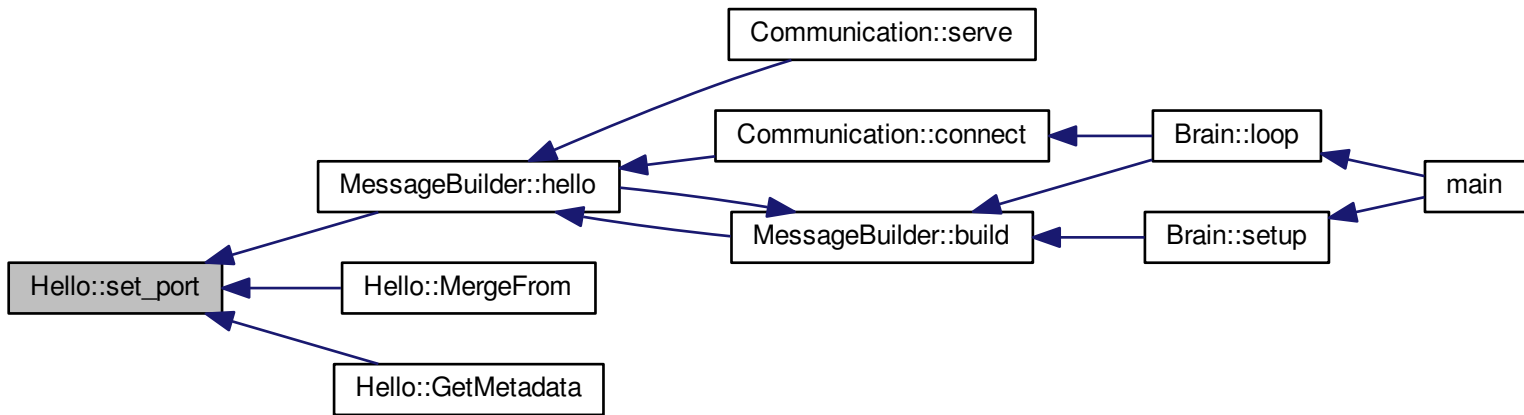 Communication::serve
Communication::connect
Brain::loop
MessageBuilder::hello
main
MessageBuilder::build
Brain::setup
Hello::set_port
Hello::MergeFrom
Hello::GetMetadata